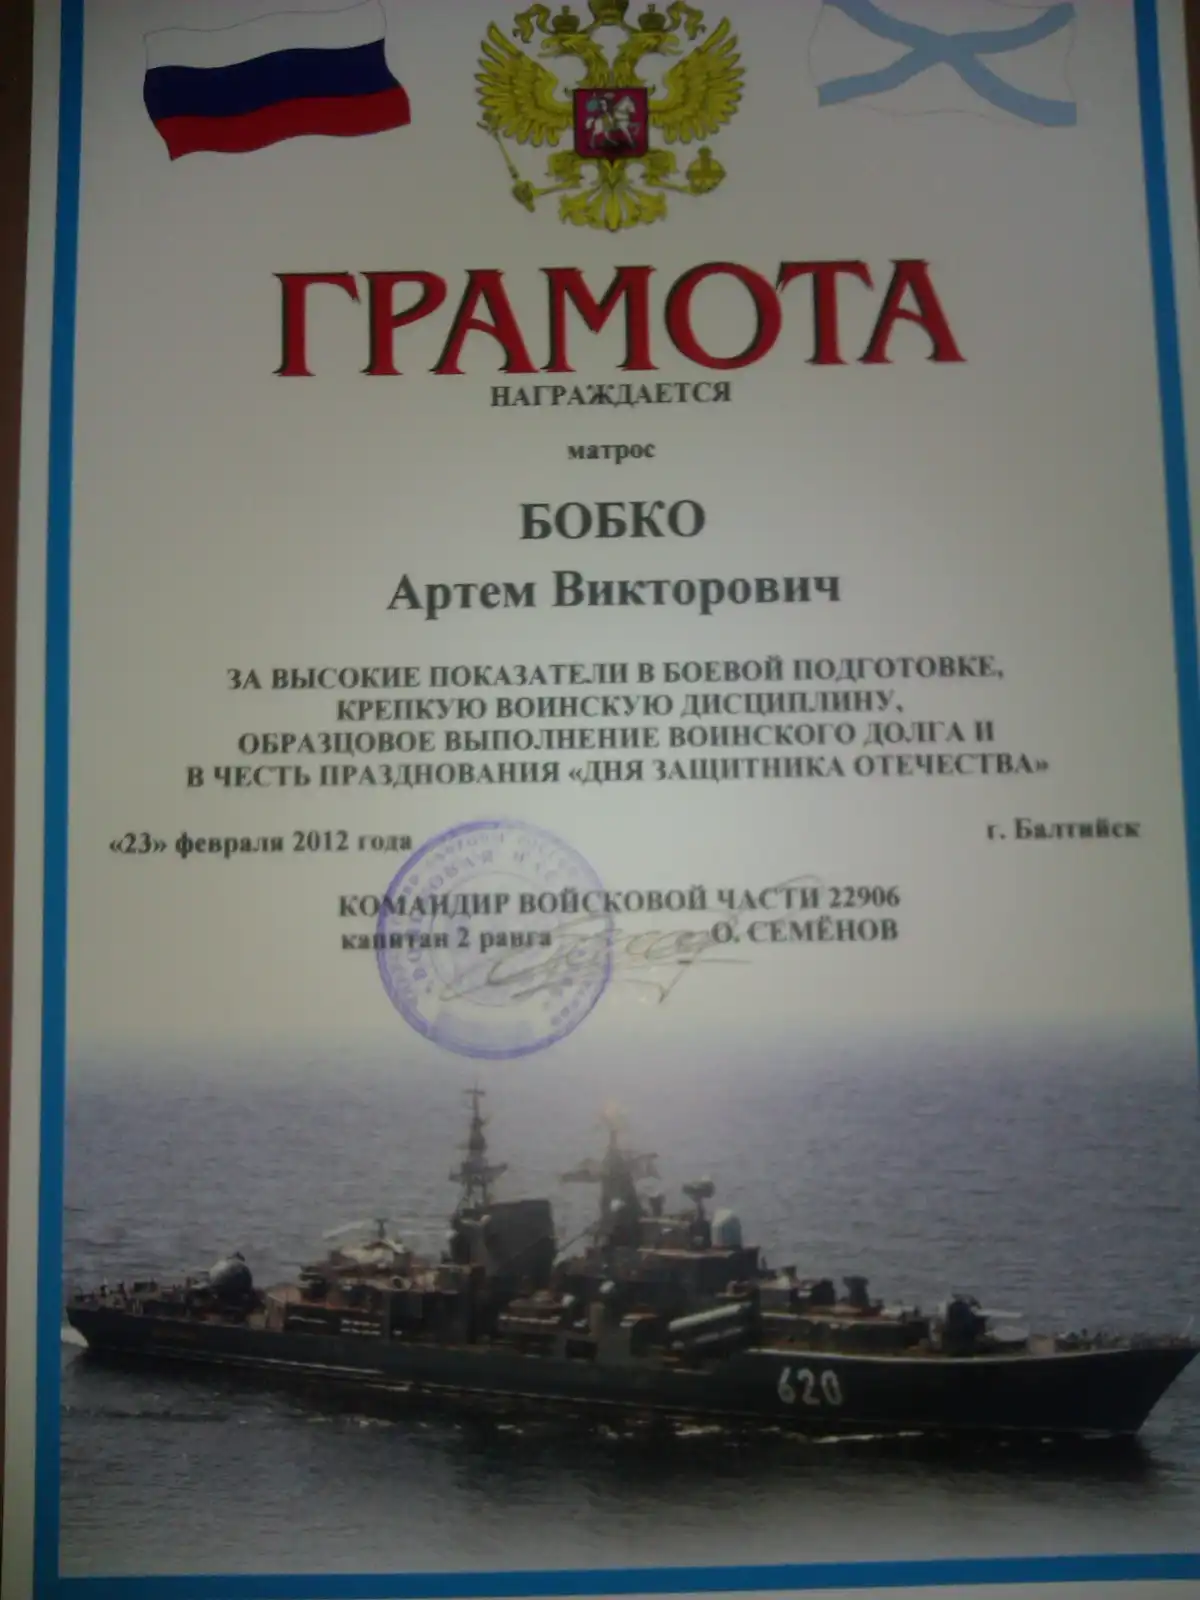 ГРАМОТА
НАГРАЖДАЕТСЯ
матрос
БОБКО
Артем Викторович
ЗА ВЫСОКИЕ ПОКАЗАТЕЛИ В БОЕВОЙ ПОДГОТОВКЕ,
КРЕПКУЮ ВОИНСКУЮ ДИСЦИПЛИНУ,
ОБРАЗЦОВОЕ ВЫПОЛНЕНИЕ ВОИНСКОГО ДОЛГА И
В ЧЕСТЬ ПРАЗДНОВАНИЯ «ДНЯ ЗАЩИТНИКА ОТЕЧЕСТВА»
«23» февраля 2012 года г. Балтийск
КОМАНДИР ВОЙСКОВОЙ ЧАСТИ 22906
капитан 2 ранга О. СЕМЁНОВ
620